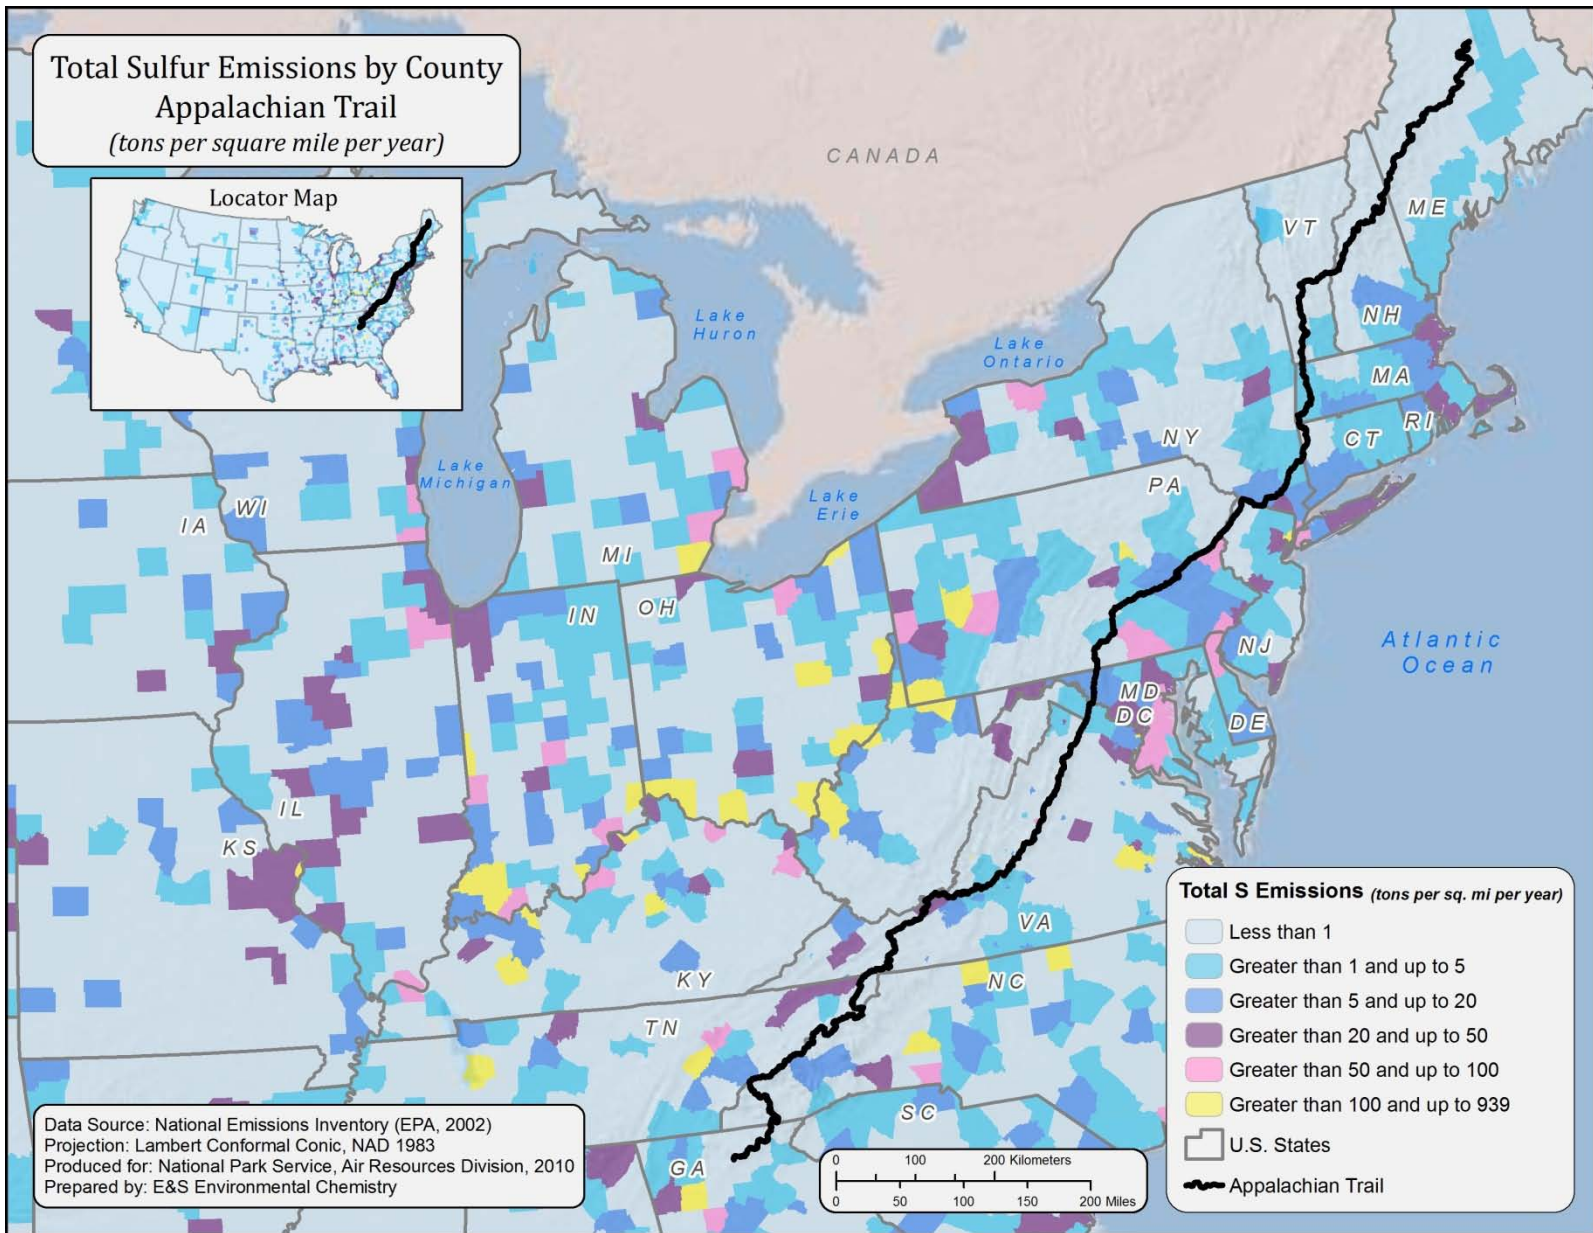 Total Sulfur Emissions by County
Appalachian Trail
(tons per square mile per year)
Locator Map
CANADA
VT
ME
Lake
Huron
NH
Lake
Ontario
MA
RI
CT
NY
Lake
Michigan
Lake
Erie
PA
WI
IA
MI
IN
OH
NJ
Atlantic
Ocean
MD
DC
DE
IL
KS
VA
KY
NC
TN
SC
GA
Total S Emissions (tons per sq. mi per year)
Less than 1
Greater than 1 and up to 5
Greater than 5 and up to 20
Greater than 20 and up to 50
Greater than 50 and up to 100
Greater than 100 and up to 939
U.S. States
Appalachian Trail
Data Source: National Emissions Inventory (EPA, 2002)
Projection: Lambert Conformal Conic, NAD 1983
Produced for: National Park Service, Air Resources Division, 2010
Prepared by: E&S Environmental Chemistry
0 100 200 Kilometers
0 50 100 150 200 Miles